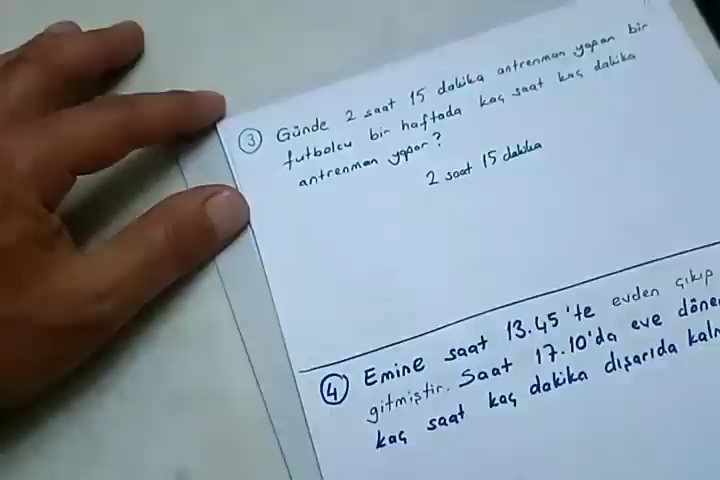 ③ Günde 2 saat 15 dakika antrenman yapan bir
futbolcu bir haftada kaç saat kaç dakika
antrenman yapar?
2 saat 15 dakika
④ Emine saat 13.45'te evden çıkıp
gitmiştir. Saat 17.10'da eve
kaç saat kaç dakika dışarıda